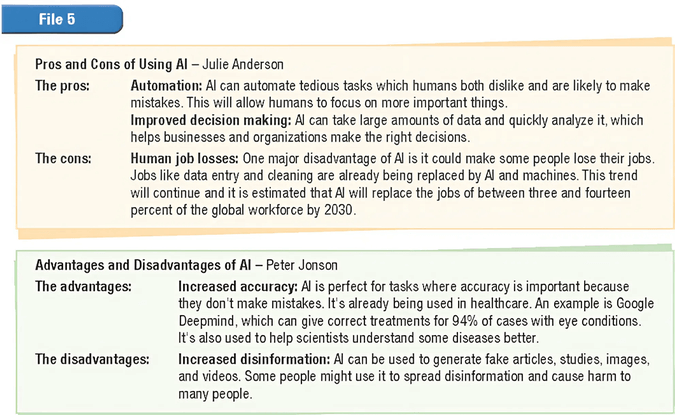 File 5
Pros and Cons of Using AI – Julie Anderson
The pros: Automation: AI can automate tedious tasks which humans both dislike and are likely to make
mistakes. This will allow humans to focus on more important things.
Improved decision making: AI can take large amounts of data and quickly analyze it, which
helps businesses and organizations make the right decisions.
The cons: Human job losses: One major disadvantage of AI is it could make some people lose their jobs.
Jobs like data entry and cleaning are already being replaced by AI and machines. This trend
will continue and it is estimated that AI will replace the jobs of between three and fourteen
percent of the global workforce by 2030.
Advantages and Disadvantages of AI – Peter Jonson
The advantages: Increased accuracy: AI is perfect for tasks where accuracy is important because
they don't make mistakes. It's already being used in healthcare. An example is Google
Deepmind, which can give correct treatments for 94% of cases with eye conditions.
It's also used to help scientists understand some diseases better.
The disadvantages: Increased disinformation: AI can be used to generate fake articles, studies, images,
and videos. Some people might use it to spread disinformation and cause harm to
many people.